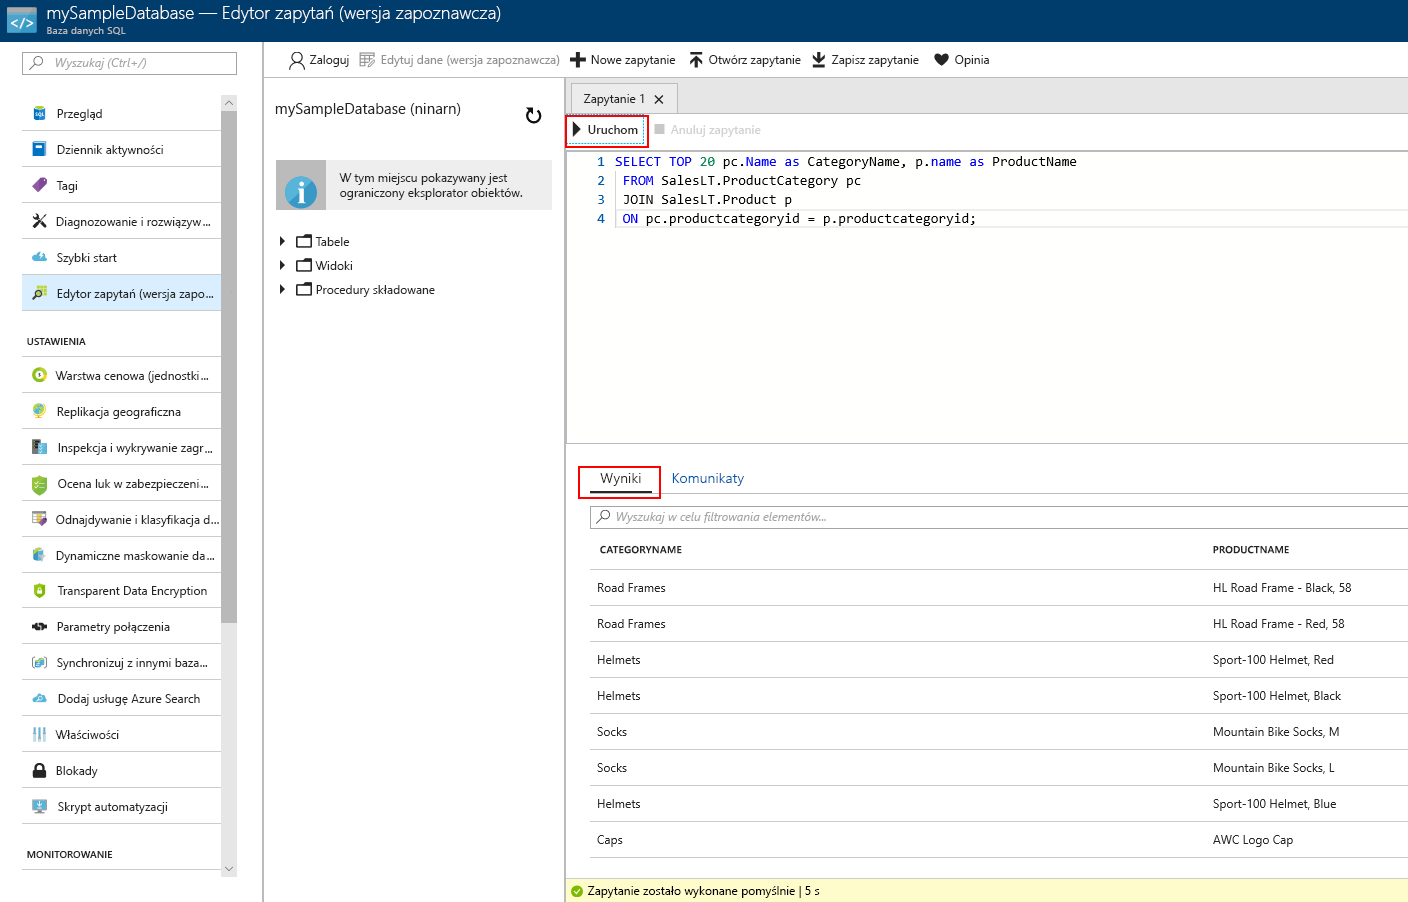 mySampleDatabase — Edytor zapytań (wersja zapoznawcza)
Baza danych SQL
Wyszukaj (Ctrl+/)
Przegląd
Dziennik aktywności
Tagi
Diagnozowanie i rozwiązyw...
Szybki start
Edytor zapytań (wersja zapo...
USTAWIENIA
Warstwa cenowa (jednostki...
Replikacja geograficzna
Inspekcja i wykrywanie zagr...
Ocena luk w zabezpieczeni...
Odnajdywanie i klasyfikacja d...
Dynamiczne maskowanie da...
Transparent Data Encryption
Parametry połączenia
Synchronizuj z innymi baza...
Dodaj usługę Azure Search
Właściwości
Blokady
Skrypt automatyzacji
MONITOROWANIE
Zaloguj Edytuj dane (wersja zapoznawcza) Nowe zapytanie Otwórz zapytanie Zapisz zapytanie Opinia
mySampleDatabase (ninarn)
W tym miejscu pokazywany jest
ograniczony eksplorator obiektów.
Tabele
Widoki
Procedury składowane
Zapytanie 1
Uruchom Anuluj zapytanie
1 SELECT TOP 20 pc.Name as CategoryName, p.name as ProductName
2 FROM SalesLT.ProductCategory pc
3 JOIN SalesLT.Product p
4 ON pc.productcategoryid = p.productcategoryid;
Wyniki Komunikaty
Wyszukaj w celu filtrowania elementów...
CATEGORYNAME PRODUCTNAME
Road Frames HL Road Frame - Black, 58
Road Frames HL Road Frame - Red, 58
Helmets Sport-100 Helmet, Red
Helmets Sport-100 Helmet, Black
Socks Mountain Bike Socks, M
Socks Mountain Bike Socks, L
Helmets Sport-100 Helmet, Blue
Caps AWC Logo Cap
Zapytanie zostało wykonane pomyślnie | 5 s